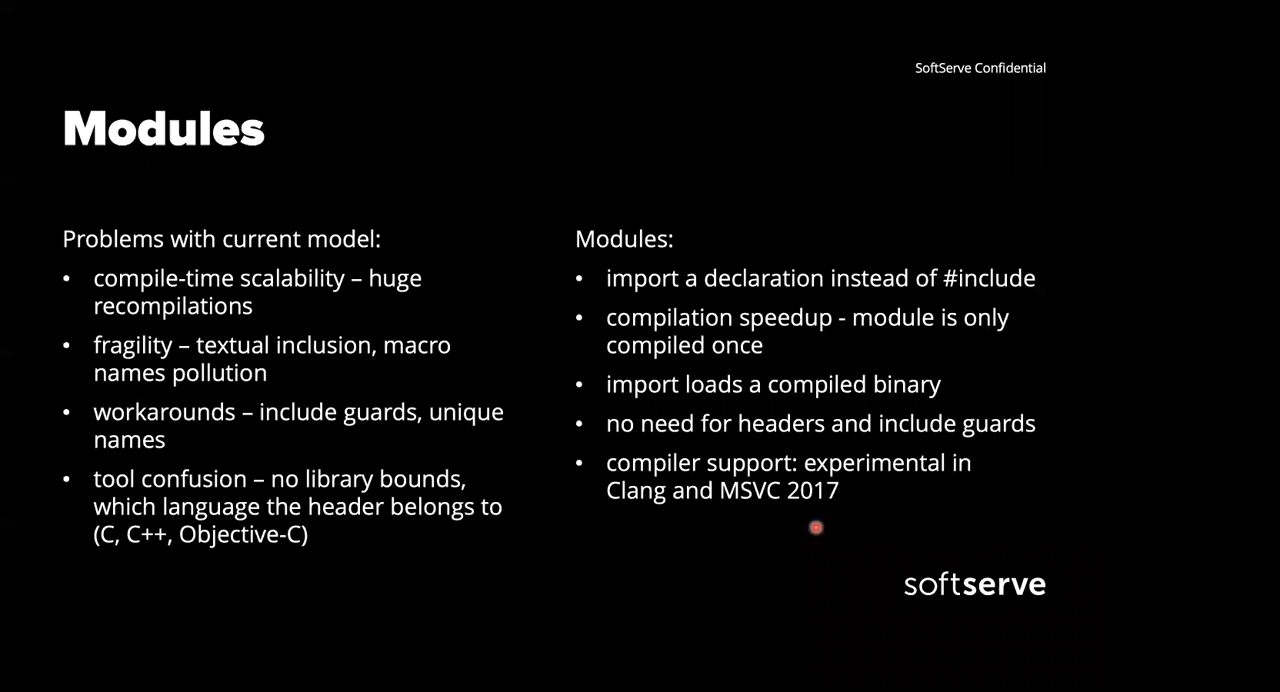 SoftServe Confidential
Modules
Problems with current model:
• compile-time scalability – huge
recompilations
• fragility – textual inclusion, macro
names pollution
• workarounds – include guards, unique
names
• tool confusion – no library bounds,
which language the header belongs to
(C, C++, Objective-C)
Modules:
• import a declaration instead of #include
• compilation speedup - module is only
compiled once
• import loads a compiled binary
• no need for headers and include guards
• compiler support: experimental in
Clang and MSVC 2017
softserve